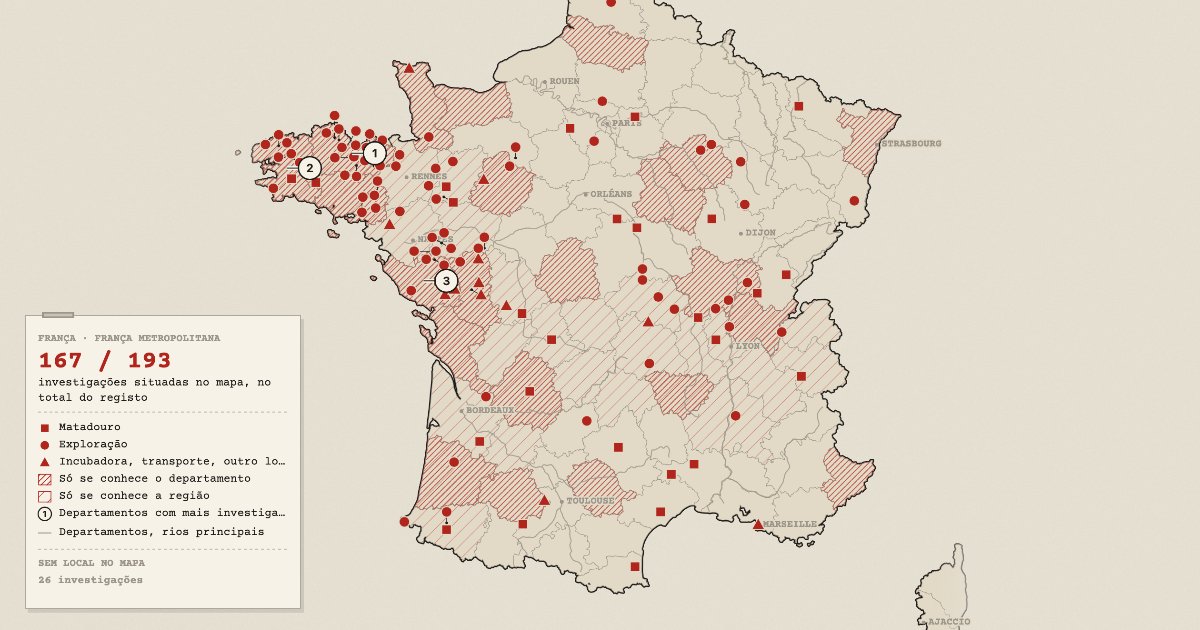 ROUEN
PARIS
STRASBOURG
1
2
RENNES
ORLÉANS
DIJON
3
LYON
BORDEAUX
TOULOUSE
MARSEILLE
AJACCIO
FRANÇA · FRANÇA METROPOLITANA
167 / 193
investigações situadas no mapa, no
total do registo
Matadouro
Exploração
Incubadora, transporte, outro lo…
Só se conhece o departamento
Só se conhece a região
1 Departamentos com mais investiga…
Departamentos, rios principais
SEM LOCAL NO MAPA
26 investigações